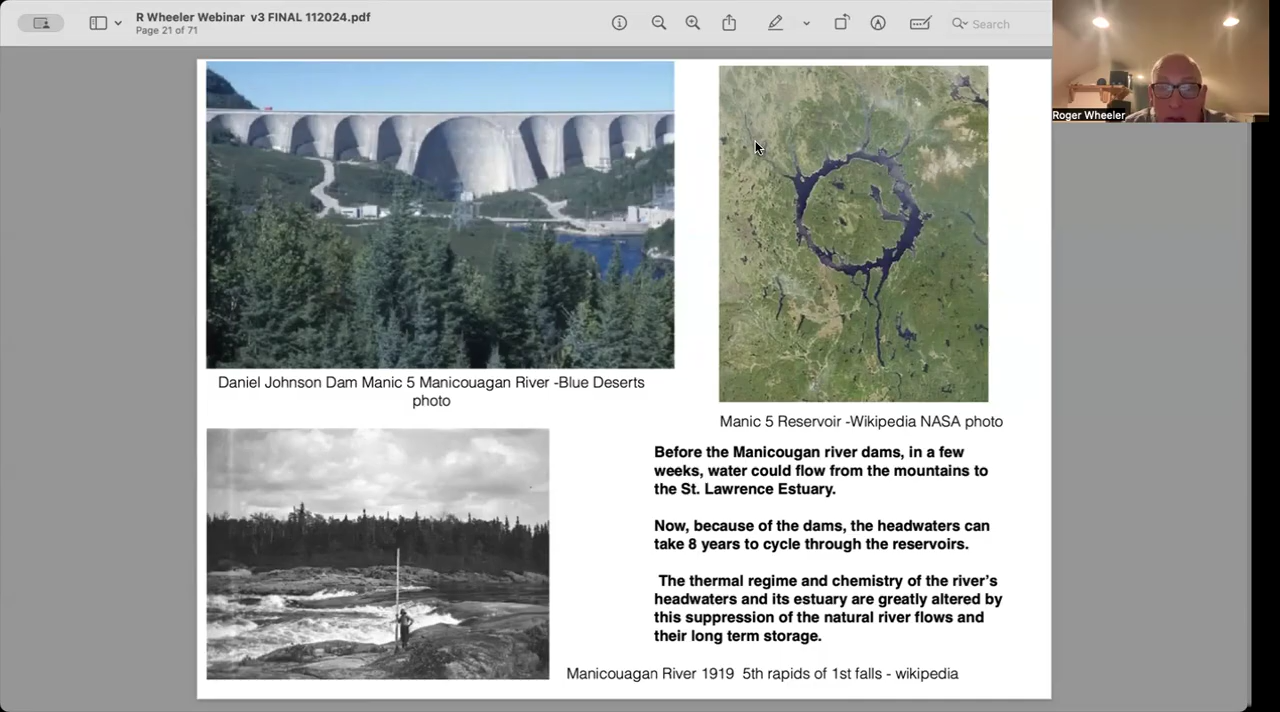 R Wheeler Webinar v3 FINAL 112024.pdf
Page 21 of 71
Search
Roger Wheeler
Daniel Johnson Dam Manic 5 Manicouagan River -Blue Deserts
photo
Manic 5 Reservoir -Wikipedia NASA photo
Before the Manicougan river dams, in a few
weeks, water could flow from the mountains to
the St. Lawrence Estuary.
Now, because of the dams, the headwaters can
take 8 years to cycle through the reservoirs.
The thermal regime and chemistry of the river's
headwaters and its estuary are greatly altered by
this suppression of the natural river flows and
their long term storage.
Manicouagan River 1919 5th rapids of 1st falls - wikipedia